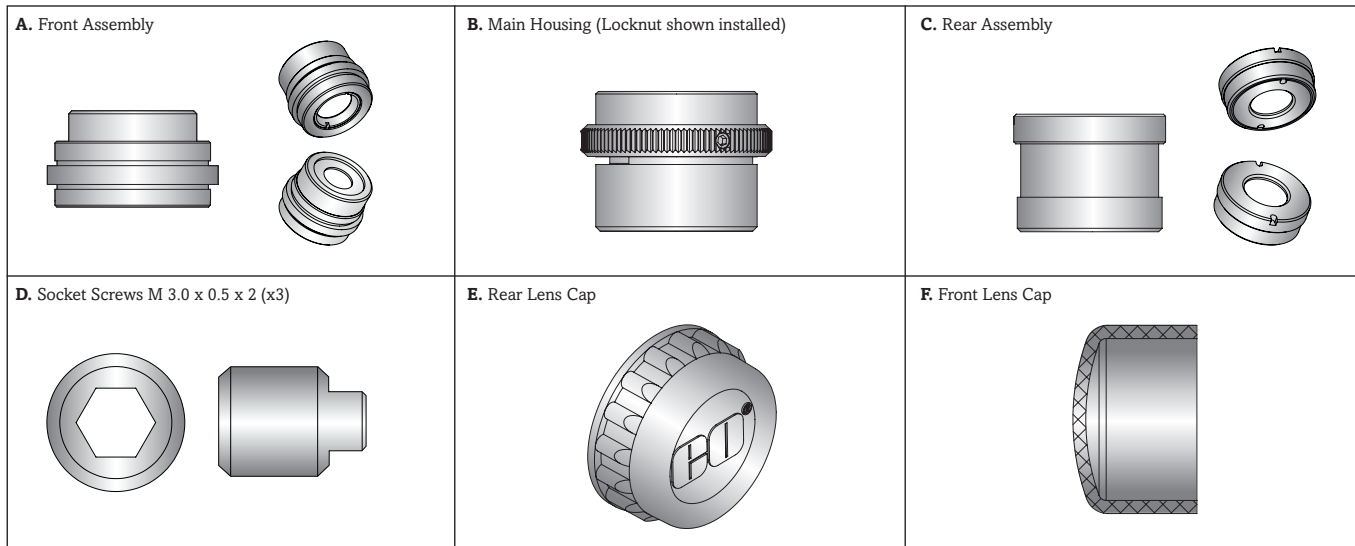 A. Front Assembly
B. Main Housing (Locknut shown installed)
C. Rear Assembly
D. Socket Screws M 3.0 x 0.5 x 2 (x3)
E. Rear Lens Cap
F. Front Lens Cap